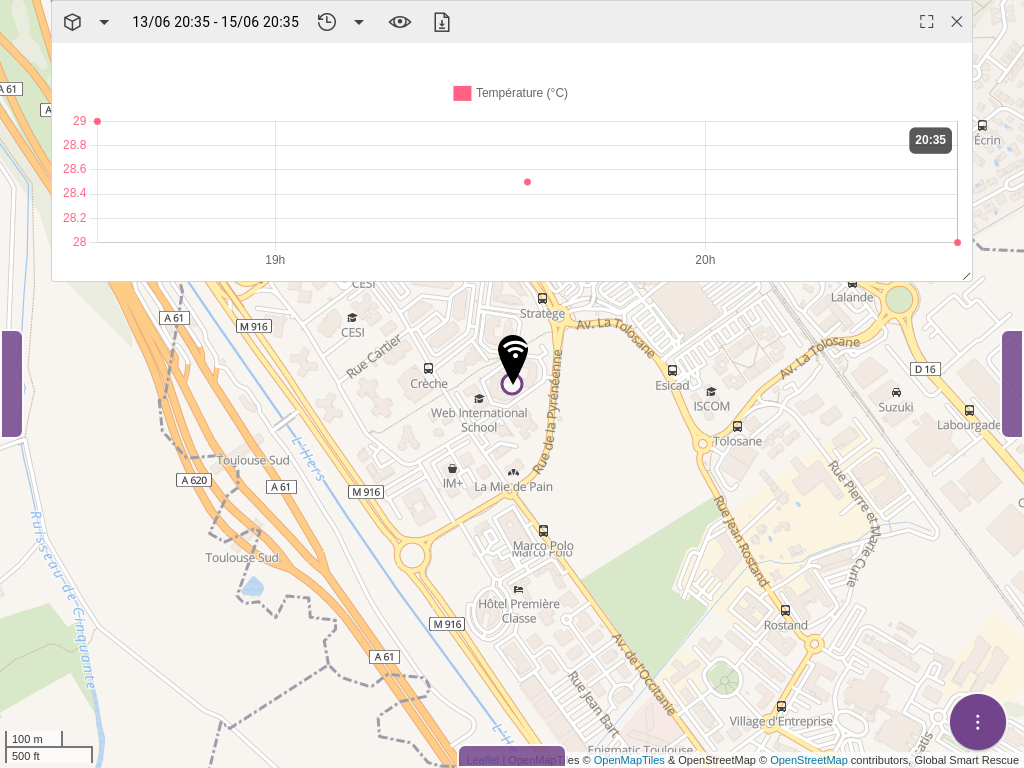 13/06 20:35 - 15/06 20:35
Température (°C)
29
28.8
28.6
28.4
28.2
28
20:35
19h
20h
A 61
Écrin
CESI
A 61
M 916
CESI
Stratège
Lalande
Av. La Tolosane
Av. La Tolosane
Rue Cartier
Crèche
Esicad
D 16
Rue de la Pyrénéenne
Web International
School
ISCOM
Suzuki
Labourgade
Tolosane
L'Hers
Toulouse Sud
IM+
La Mie de Pain
A 620
A 61
M 916
Rue Pierre et Marie Curie
Rue Jean Rostand
Ruisseau de Cinquante
Toulouse Sud
Marco Polo
Marco Polo
Hôtel Première
Classe
M 916
Rostand
A 61
Av. de l'Occitanie
Rue Jean Bart
Village d'Entreprise
L'H
Enigmatic Toulouse
100 m
500 ft
Leaflet | OpenMapTiles © OpenMapTiles & OpenStreetMap © OpenStreetMap contributors, Global Smart Rescue